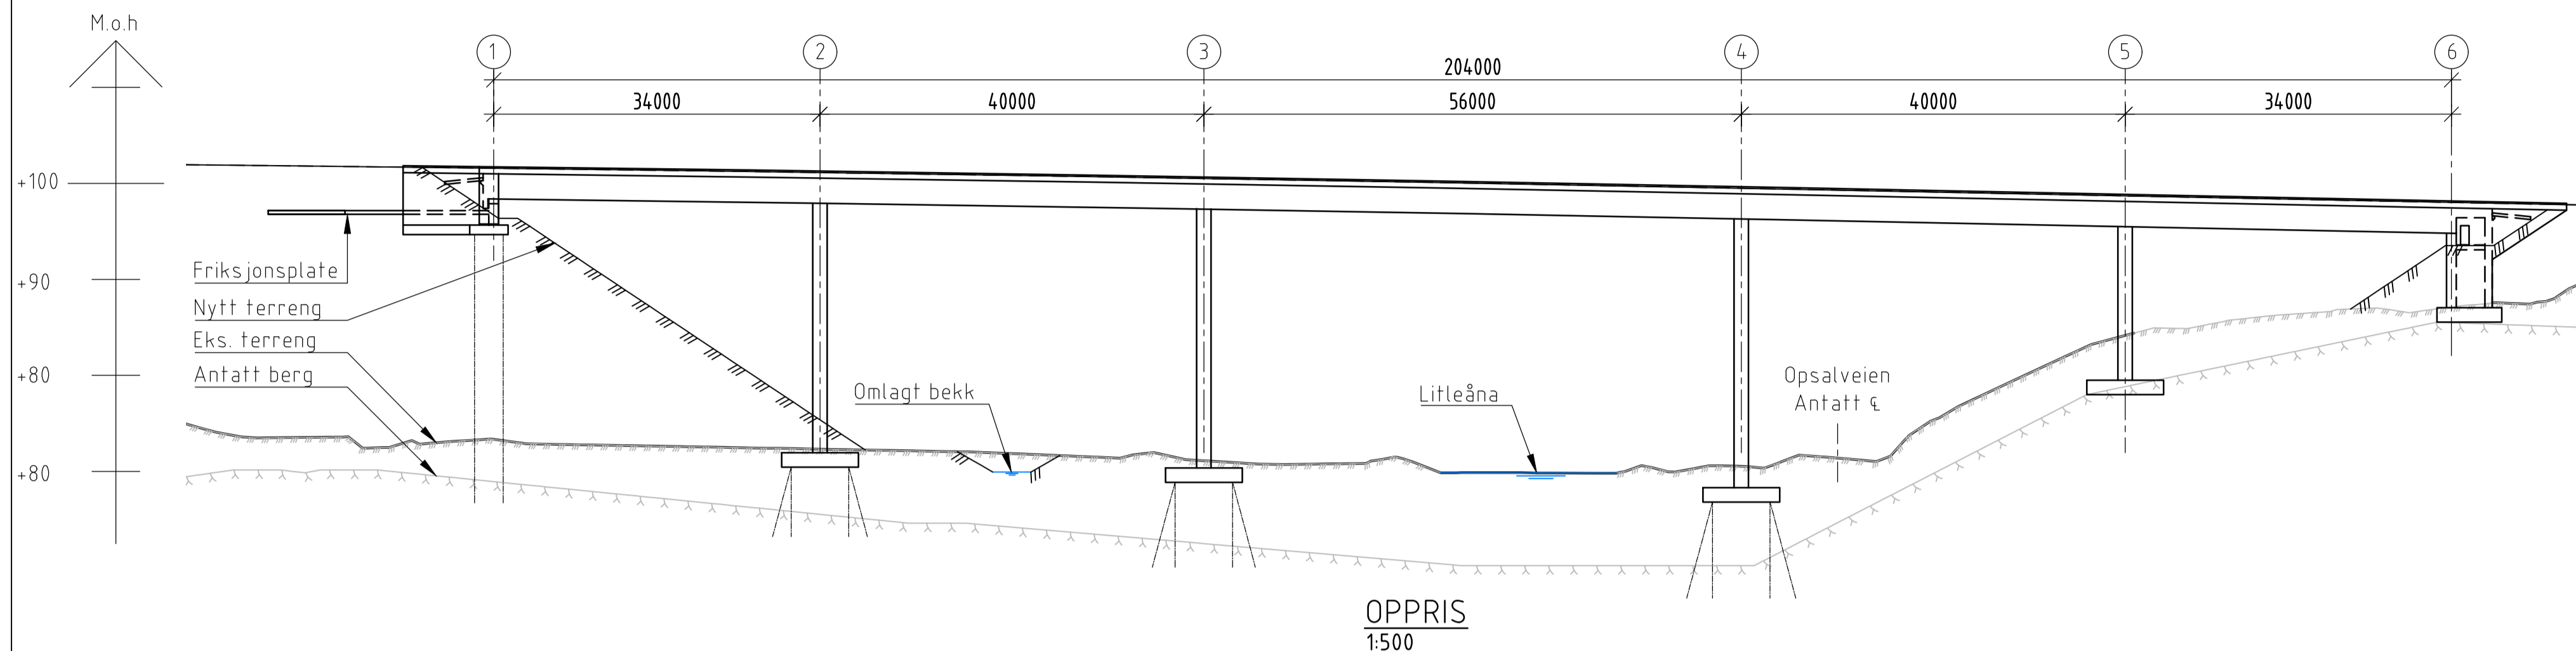 M.o.h
1 2 3 4 5 6
204000
34000 40000 56000 40000 34000
+100
+90
+80
+80
Friksjonsplate
Nytt terreng
Eks. terreng
Antatt berg
Omlagt bekk
Litleåna
Opsalveien
Antatt ℄
OPPRIS
1:500